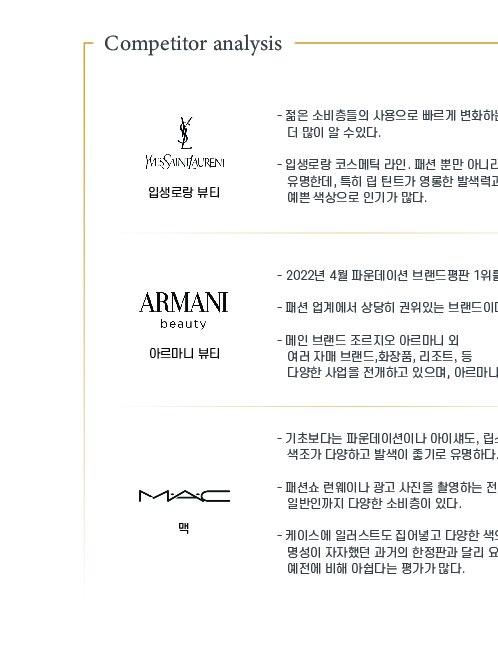 Competitor analysis
- 젊은 소비층들의 사용으로 빠르게 변화하는
더 많이 알 수있다.
YSL
YVESSAINTLAURENT
입생로랑 뷰티
- 입생로랑 코스메틱 라인. 패션 뿐만 아니라
유명한데, 특히 립 틴트가 영롱한 발색력과
예쁜 색상으로 인기가 많다.
- 2022년 4월 파운데이션 브랜드평판 1위를
ARMANI
beauty
아르마니 뷰티
- 패션 업계에서 상당히 권위있는 브랜드이며
- 메인 브랜드 조르지오 아르마니 외
여러 자매 브랜드,화장품, 리조트, 등
다양한 사업을 전개하고 있으며, 아르마니
- 기초보다는 파운데이션이나 아이섀도, 립스
색조가 다양하고 발색이 좋기로 유명하다.
MAC
맥
- 패션쇼 런웨이나 광고 사진을 촬영하는 전
일반인까지 다양한 소비층이 있다.
- 케이스에 일러스트도 집어넣고 다양한 색으
명성이 자자했던 과거의 한정판과 달리 요
예전에 비해 아쉽다는 평가가 많다.